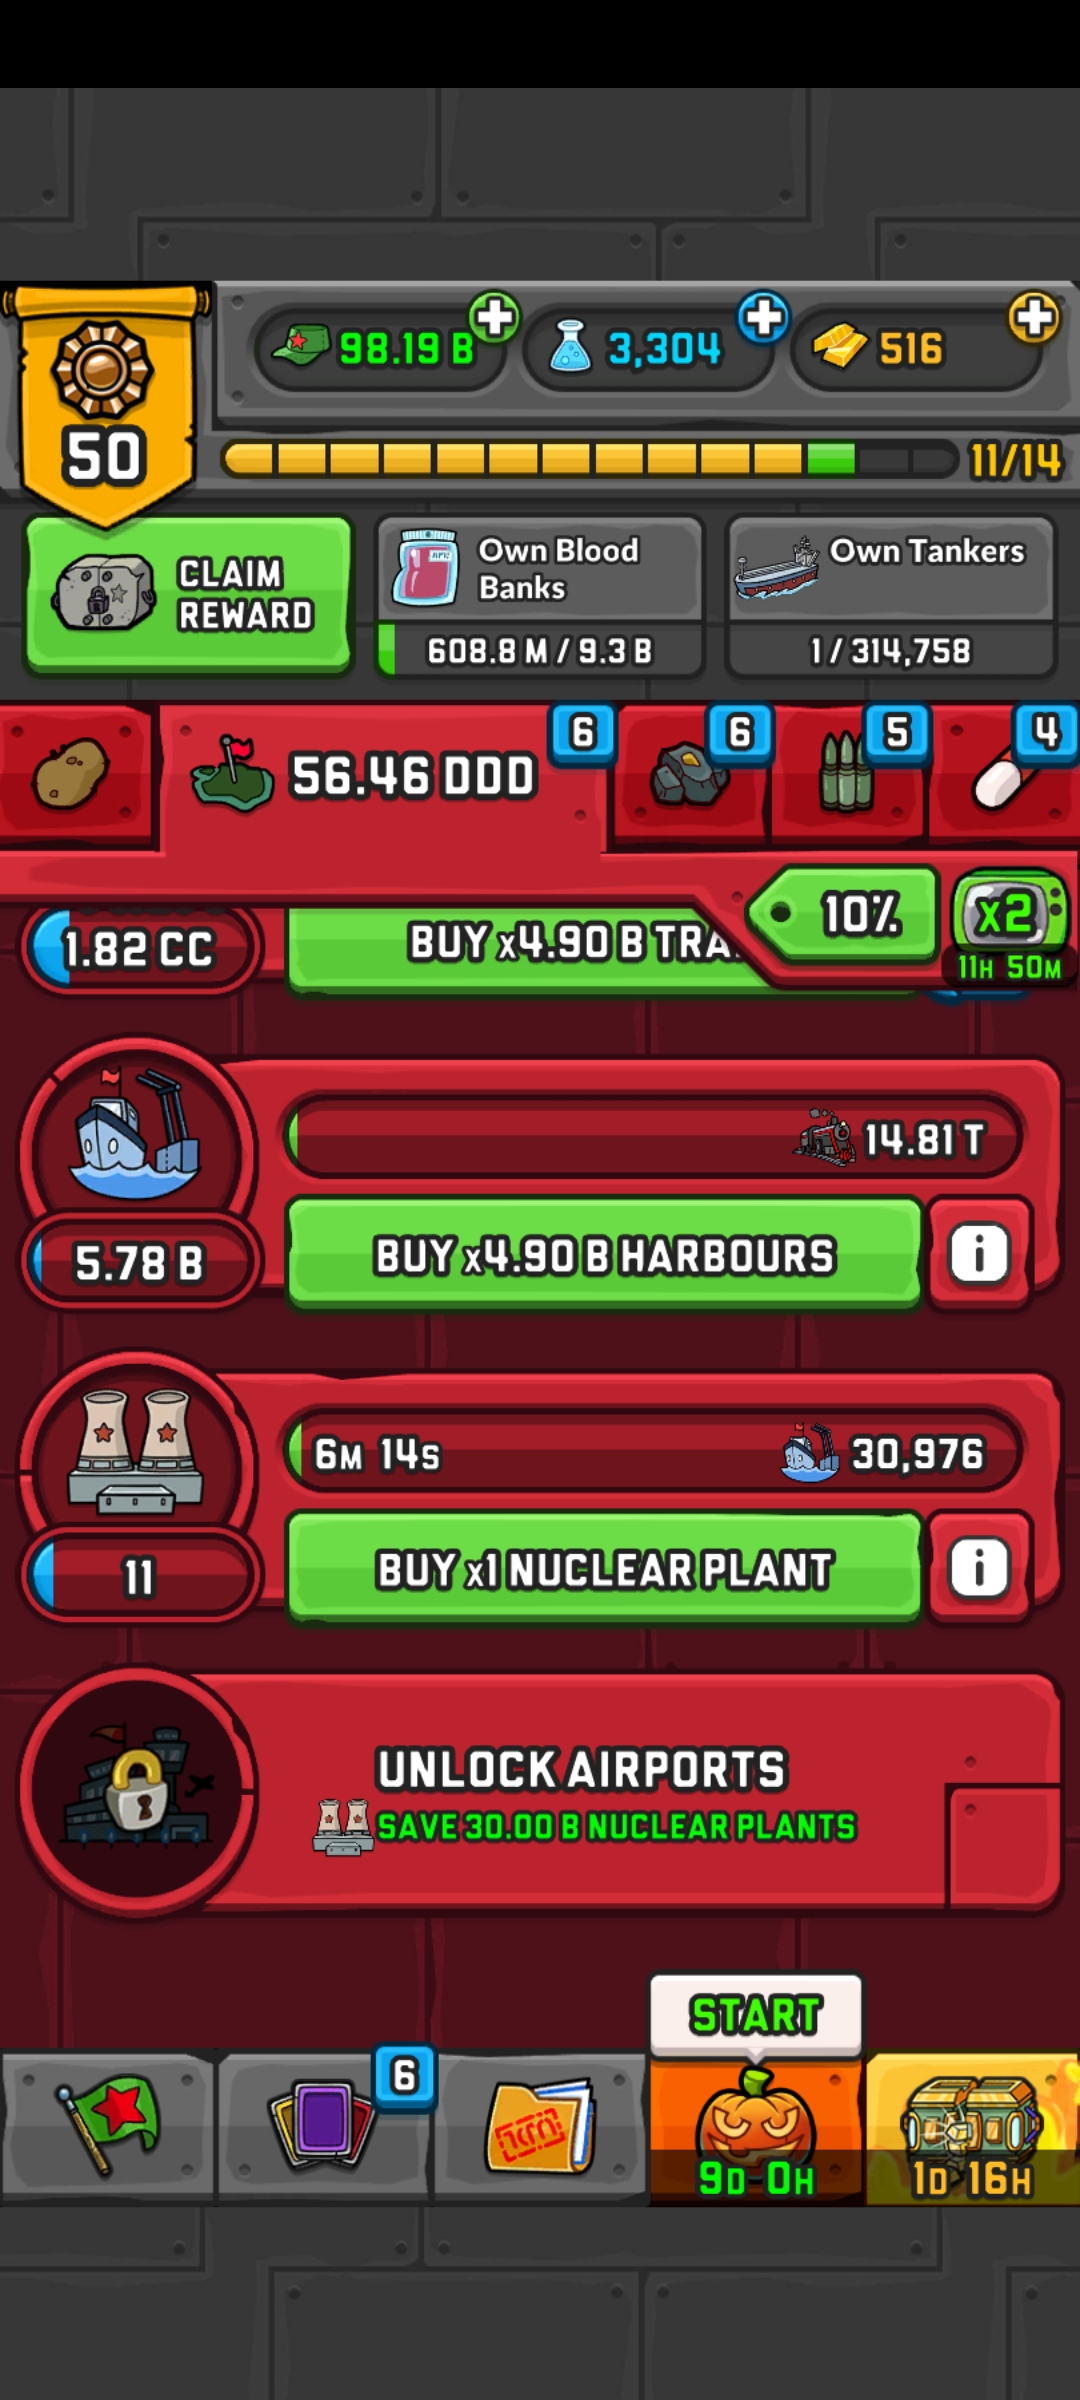 98.19 B
3,304
516
50
11/14
CLAIM
REWARD
Own Blood
Banks
608.8 M / 9.3 B
Own Tankers
1 / 314,758
56.46 DDD
6
6
5
4
10%
x2
11H 50M
1.82 CC
BUY x4.90 B TRA
14.81 T
5.78 B
BUY x4.90 B HARBOURS
i
6M 14S
30,976
11
BUY x1 NUCLEAR PLANT
i
UNLOCK AIRPORTS
SAVE 30.00 B NUCLEAR PLANTS
START
6
9D 0H
1D 16H